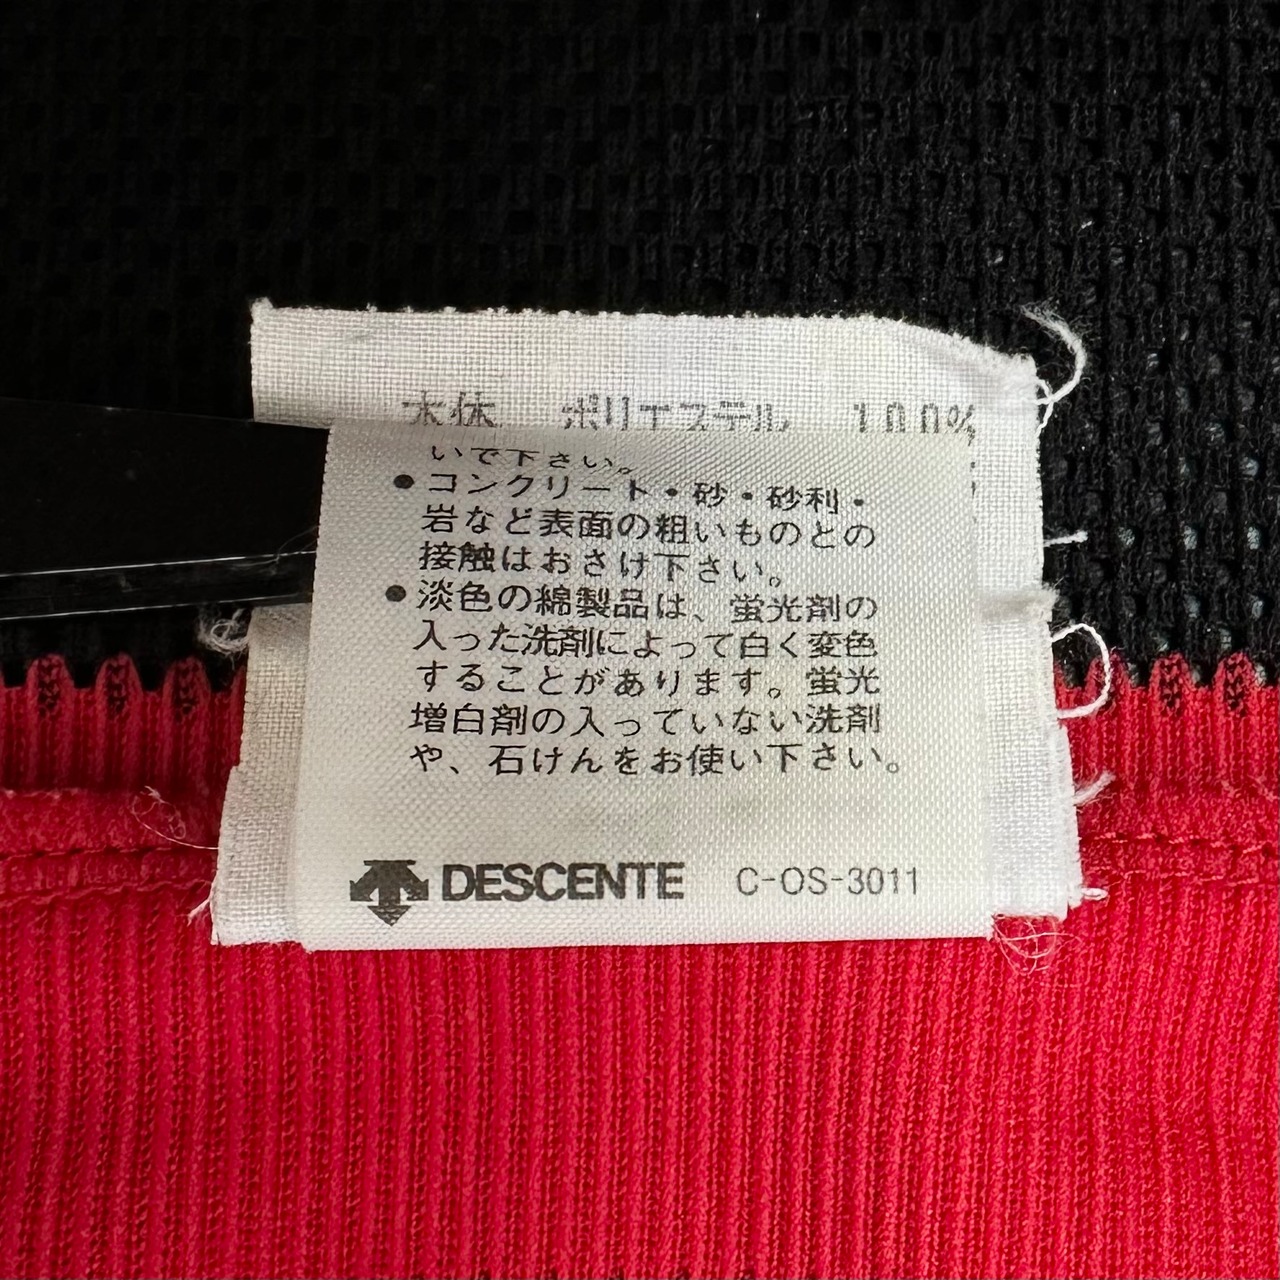 本体 ポリエステル 100%
いで下さい。
●コンクリート・砂・砂利・
岩など表面の粗いものとの
接触はおさけ下さい。
●淡色の綿製品は、蛍光剤の
入った洗剤によって白く変色
することがあります。蛍光
増白剤の入っていない洗剤
や、石けんをお使い下さい。
DESCENTE C-OS-3011